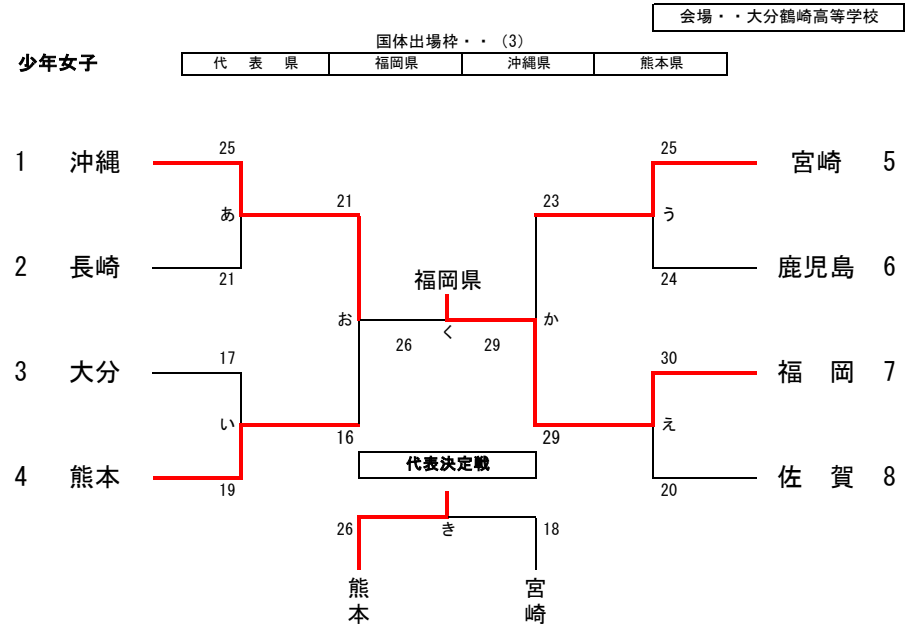 会場・・大分鶴崎高等学校
国体出場枠・・（3）
少年女子
代　表　県　福岡県　沖縄県　熊本県
25　25
1　沖縄　宮崎　5
21　23
あ　う
2　長崎　鹿児島　6
21　24
福岡県
お　く　か
26　29
17　30
3　大分　福　岡　7
い　え
16　29
代表決定戦
4　熊本　佐　賀　8
19　20
26　き　18
熊本　宮崎